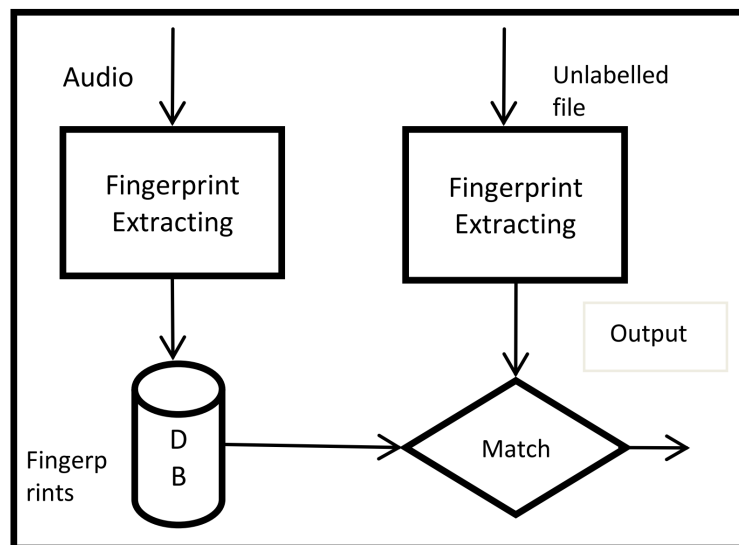 Audio
Unlabelled
file
Fingerprint
Extracting
Fingerprint
Extracting
Output
D
B
Match
Fingerp
rints